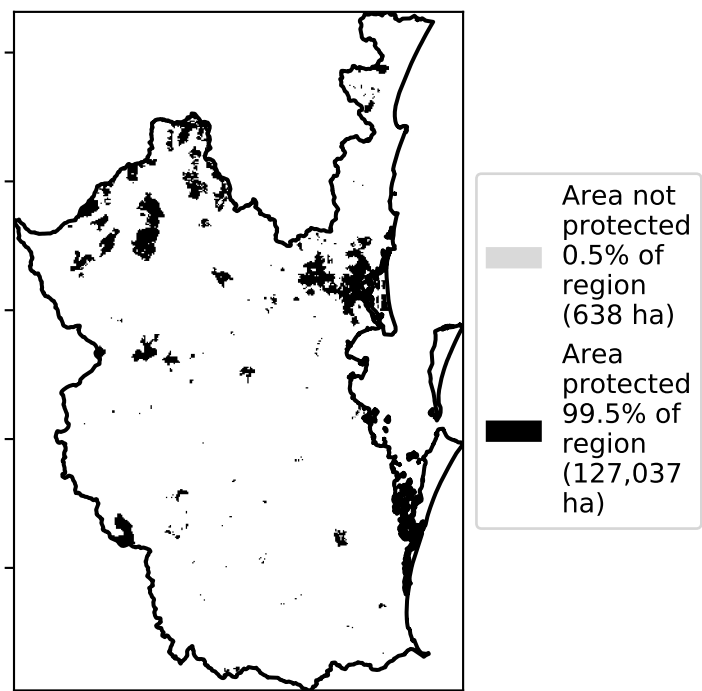 Area not
protected
0.5% of
region
(638 ha)
Area
protected
99.5% of
region
(127,037
ha)